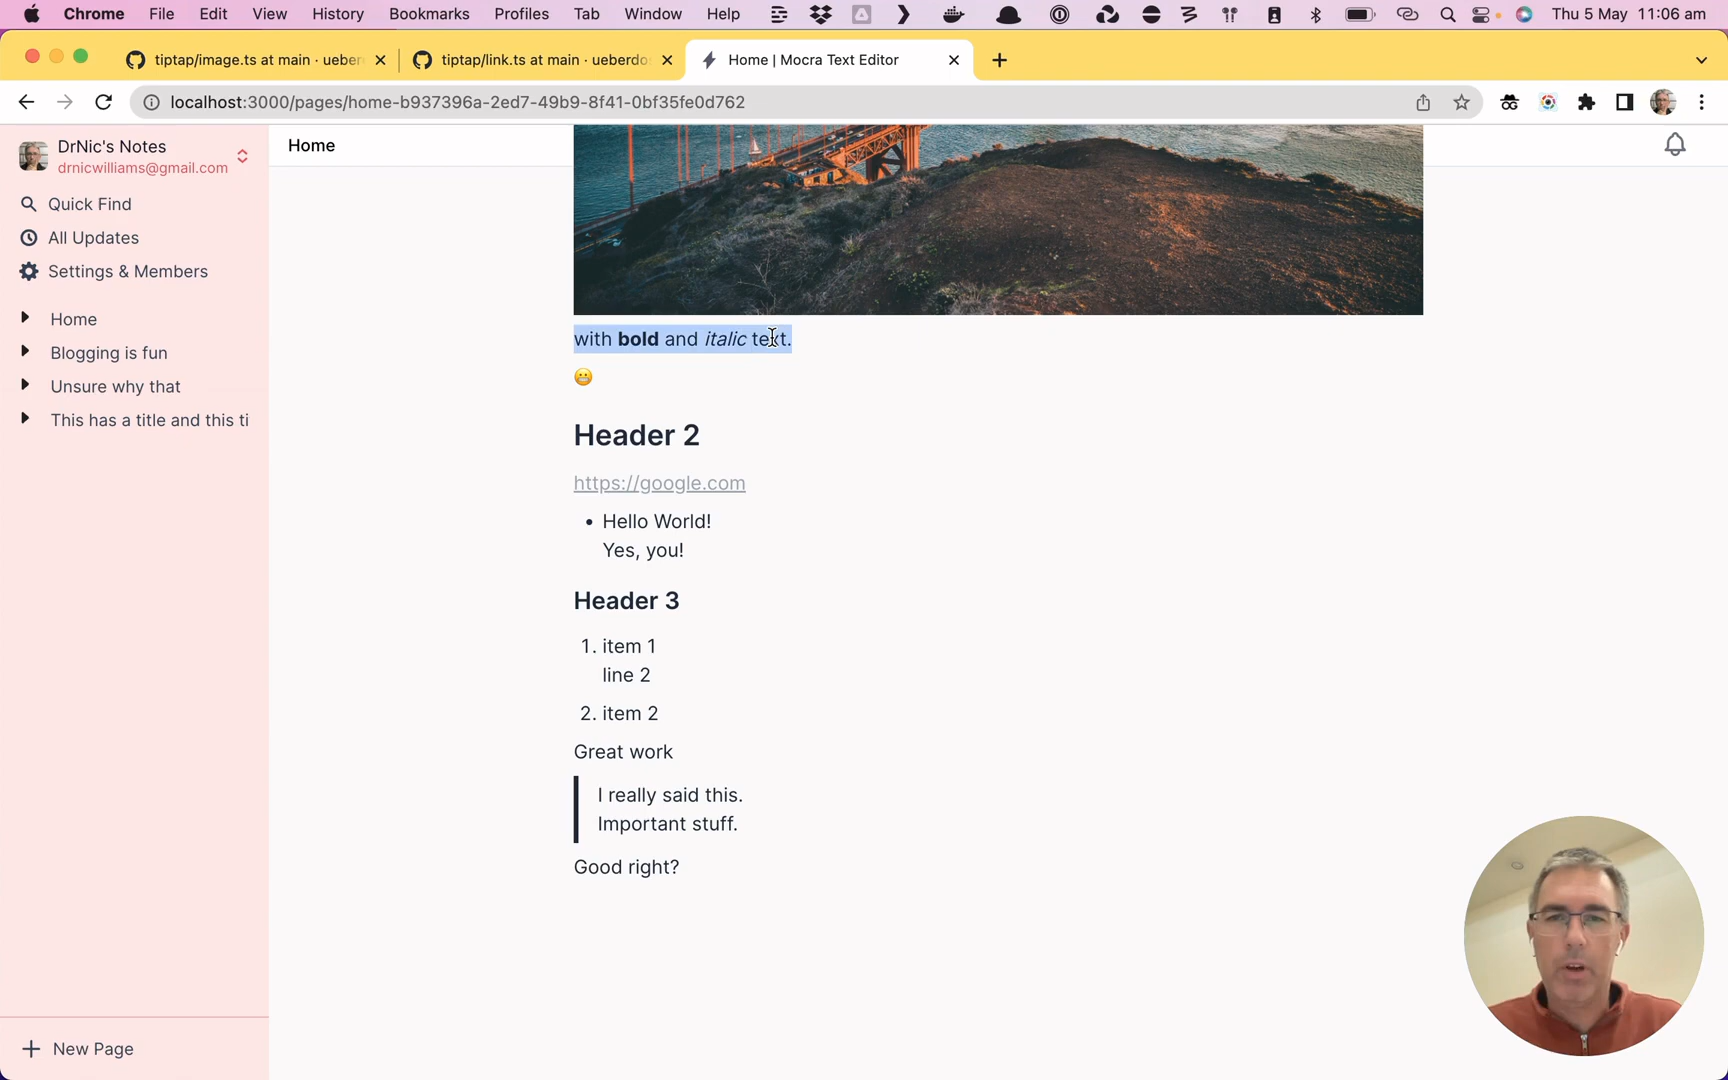 Chrome File Edit View History Bookmarks Profiles Tab Window Help Thu 5 May 11:06 am
tiptap/image.ts at main · ueber
tiptap/link.ts at main · ueberdo
Home | Mocra Text Editor
localhost:3000/pages/home-b937396a-2ed7-49b9-8f41-0bf35fe0d762
DrNic's Notes
drnicwilliams@gmail.com
Quick Find
All Updates
Settings & Members
Home
Blogging is fun
Unsure why that
This has a title and this ti
New Page
Home
with bold and italic text.
😬
Header 2
https://google.com
• Hello World!
Yes, you!
Header 3
1. item 1
line 2
2. item 2
Great work
I really said this.
Important stuff.
Good right?